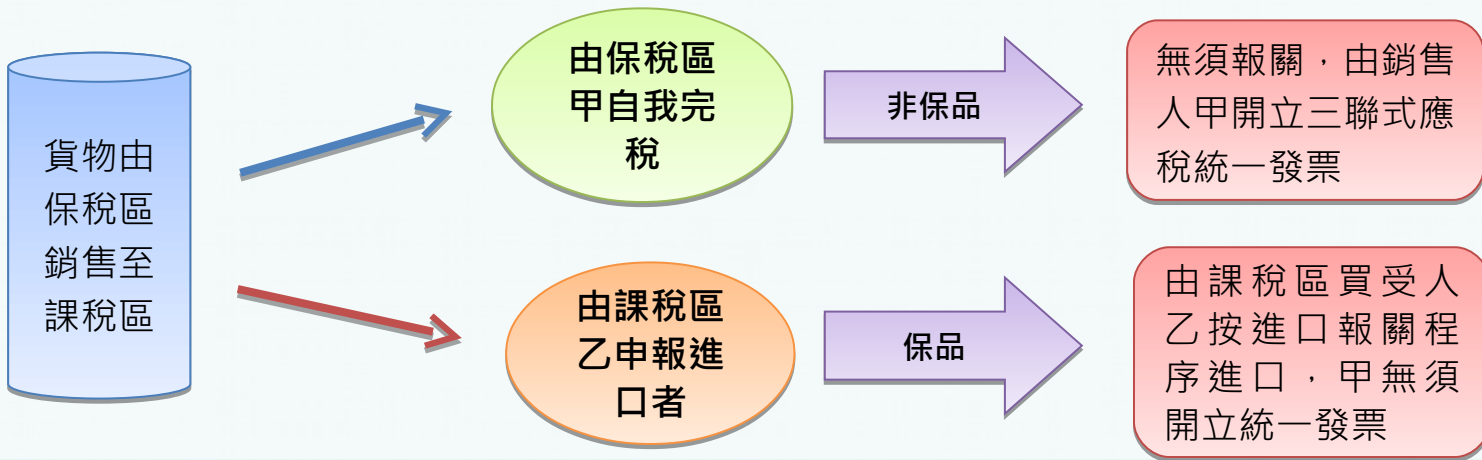 貨物由
保稅區
銷售至
課稅區
由保稅區
甲自我完
稅
非保品
無須報關，由銷售
人甲開立三聯式應
稅統一發票
由課稅區
乙申報進
口者
保品
由課稅區買受人
乙按進口報關程
序進口，甲無須
開立統一發票